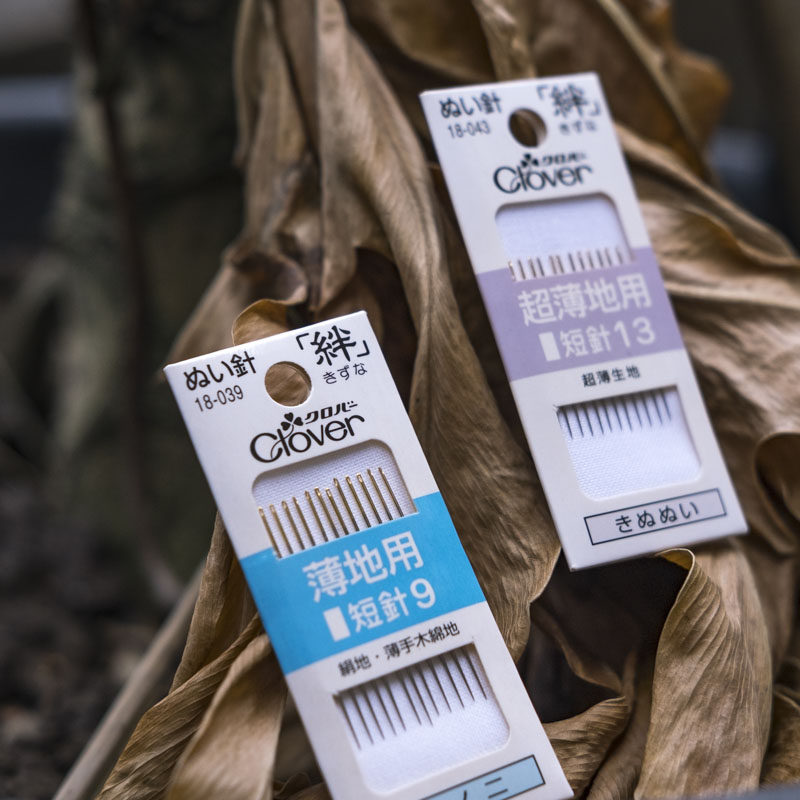 ぬい針
18-039
「絆」
きずな
クロバー
Clover
薄地用
短針9
絹地・薄手木綿地
ぬい針
18-043
「絆」
きずな
クロバー
Clover
超薄地用
短針13
超薄生地
きぬぬい